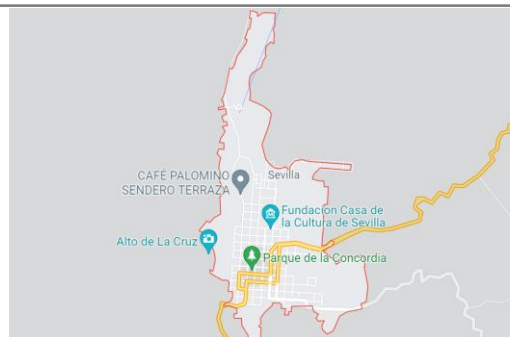 CAFÉ PALOMINO
SENDERO TERRAZA
Sevilla
Fundación Casa de
la Cultura de Sevilla
Alto de La Cruz
Parque de la Concordia